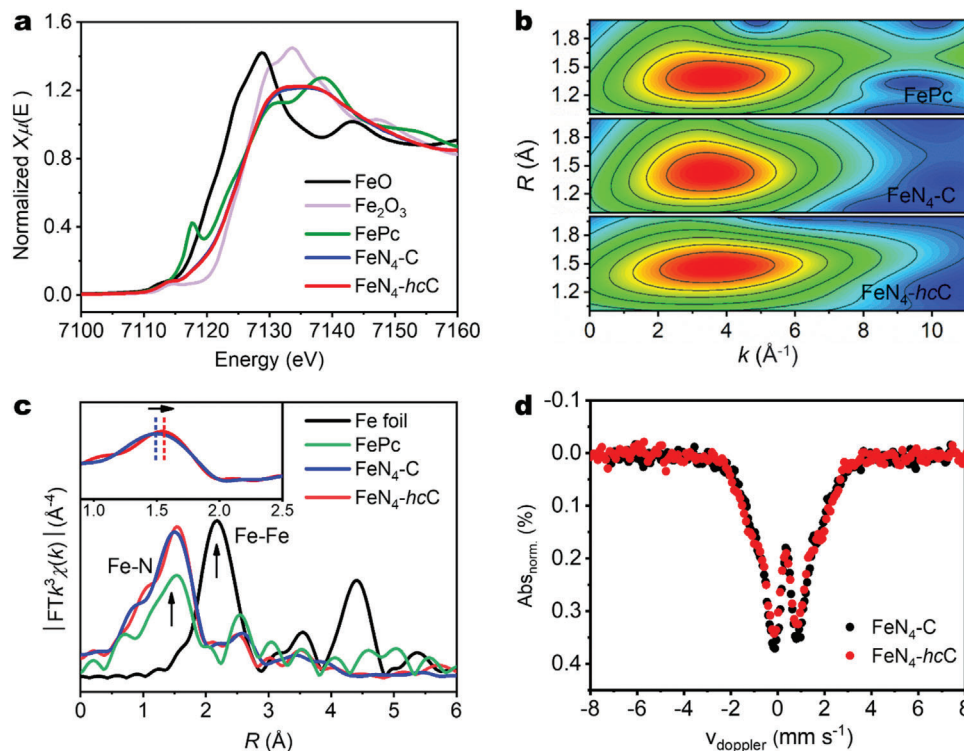 a
Normalized Xμ(E)
1.6
1.2
0.8
0.4
0.0
FeO
Fe₂O₃
FePc
FeN₄-C
FeN₄-hcC
7100 7110 7120 7130 7140 7150 7160
Energy (eV)
b
R (Å)
1.8
1.5
1.2
FePc
1.8
1.5
1.2
FeN₄-C
1.8
1.5
1.2
FeN₄-hcC
0 2 4 6 8 10
k (Å⁻¹)
c
|FTk³χ(k) | (Å⁻⁴)
1.0 1.5 2.0 2.5
Fe foil
FePc
FeN₄-C
FeN₄-hcC
Fe-N
Fe-Fe
0 1 2 3 4 5 6
R (Å)
d
Abs_norm. (%)
-0.1
0.0
0.1
0.2
0.3
0.4
FeN₄-C
FeN₄-hcC
-8 -6 -4 -2 0 2 4 6 8
v_doppler (mm s⁻¹)